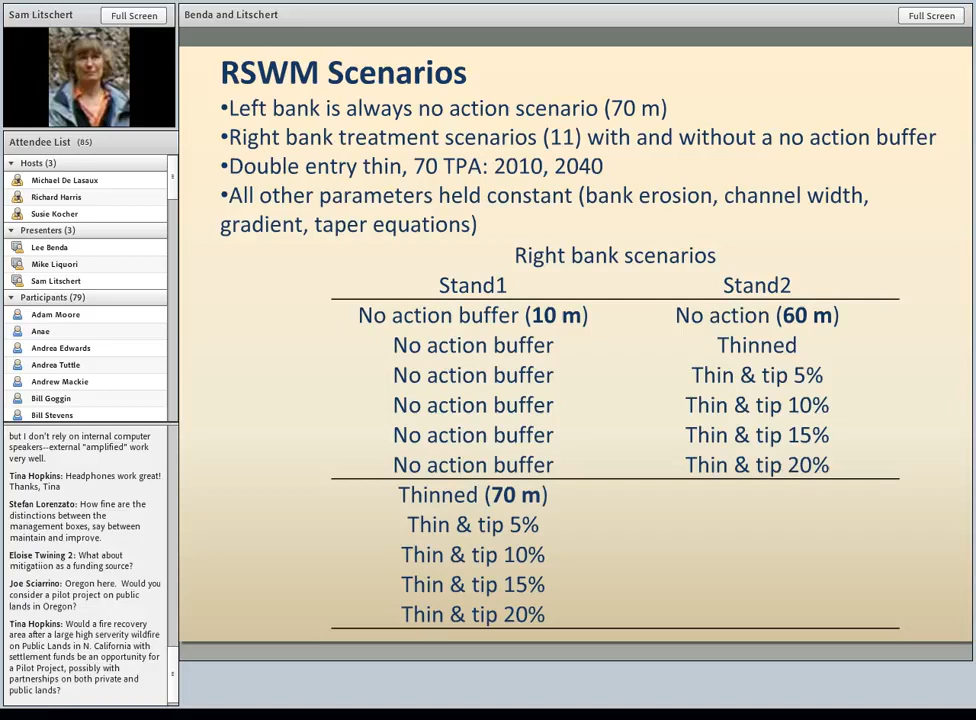 Sam Litschert
Full Screen
Attendee List (85)
Hosts (3)
Michael De Lasaux
Richard Harris
Susie Kocher
Presenters (3)
Lee Benda
Mike Liquori
Sam Litschert
Participants (79)
Adam Moore
Anae
Andrea Edwards
Andrea Tuttle
Andrew Mackie
Bill Goggin
Bill Stevens
but I don't rely on internal computer
speakers--external "amplified" work
very well.
Tina Hopkins: Headphones work great!
Thanks, Tina
Stefan Lorenzato: How fine are the
distinctions between the
management boxes, say between
maintain and improve.
Eloise Twining 2: What about
mitigatiion as a funding source?
Joe Sciarrino: Oregon here. Would you
consider a pilot project on public
lands in Oregon?
Tina Hopkins: Would a fire recovery
area after a large high serverity wildfire
on Public Lands in N. California with
settlement funds be an opportunity for
a Pilot Project, possibly with
partnerships on both private and
public lands?
Benda and Litschert
Full Screen
RSWM Scenarios
•Left bank is always no action scenario (70 m)
•Right bank treatment scenarios (11) with and without a no action buffer
•Double entry thin, 70 TPA: 2010, 2040
•All other parameters held constant (bank erosion, channel width,
gradient, taper equations)
Right bank scenarios
Stand1 Stand2
No action buffer (10 m) No action (60 m)
No action buffer Thinned
No action buffer Thin & tip 5%
No action buffer Thin & tip 10%
No action buffer Thin & tip 15%
No action buffer Thin & tip 20%
Thinned (70 m)
Thin & tip 5%
Thin & tip 10%
Thin & tip 15%
Thin & tip 20%